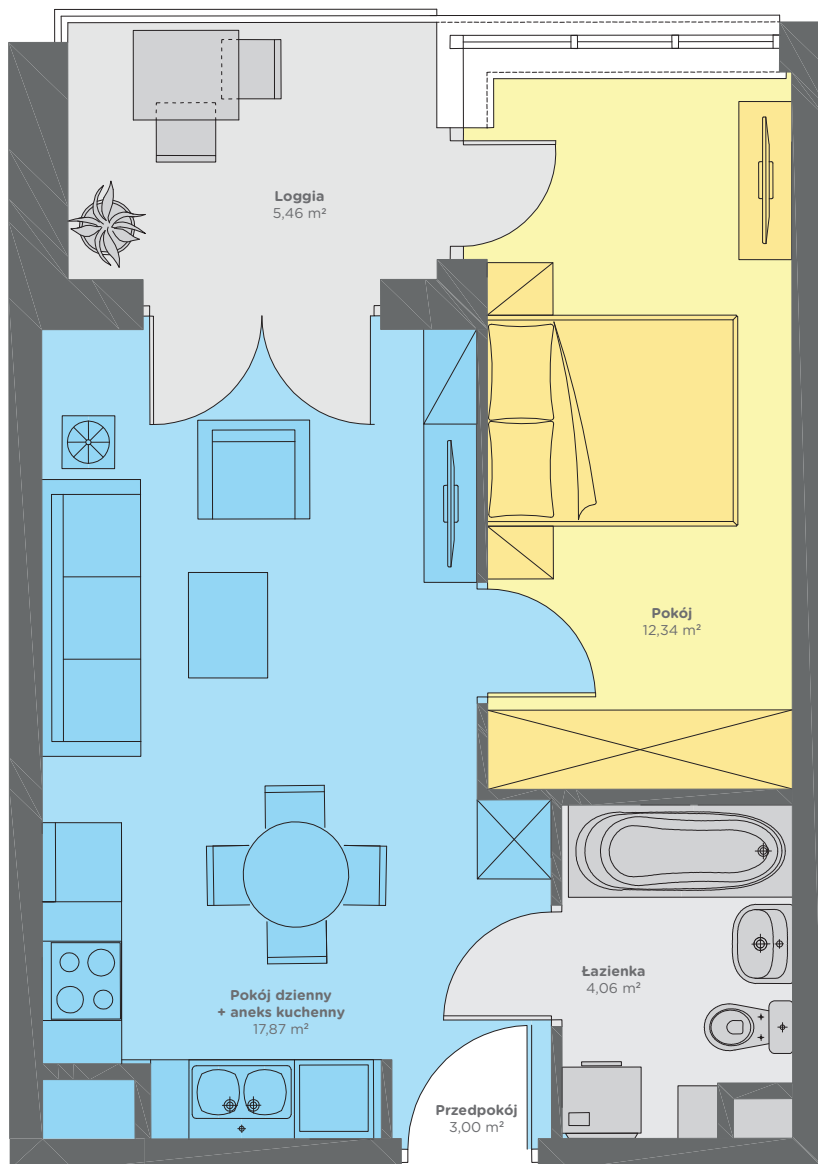 Loggia
5,46 m²
Pokój
12,34 m²
Łazienka
4,06 m²
Pokój dzienny
+ aneks kuchenny
17,87 m²
Przedpokój
3,00 m²